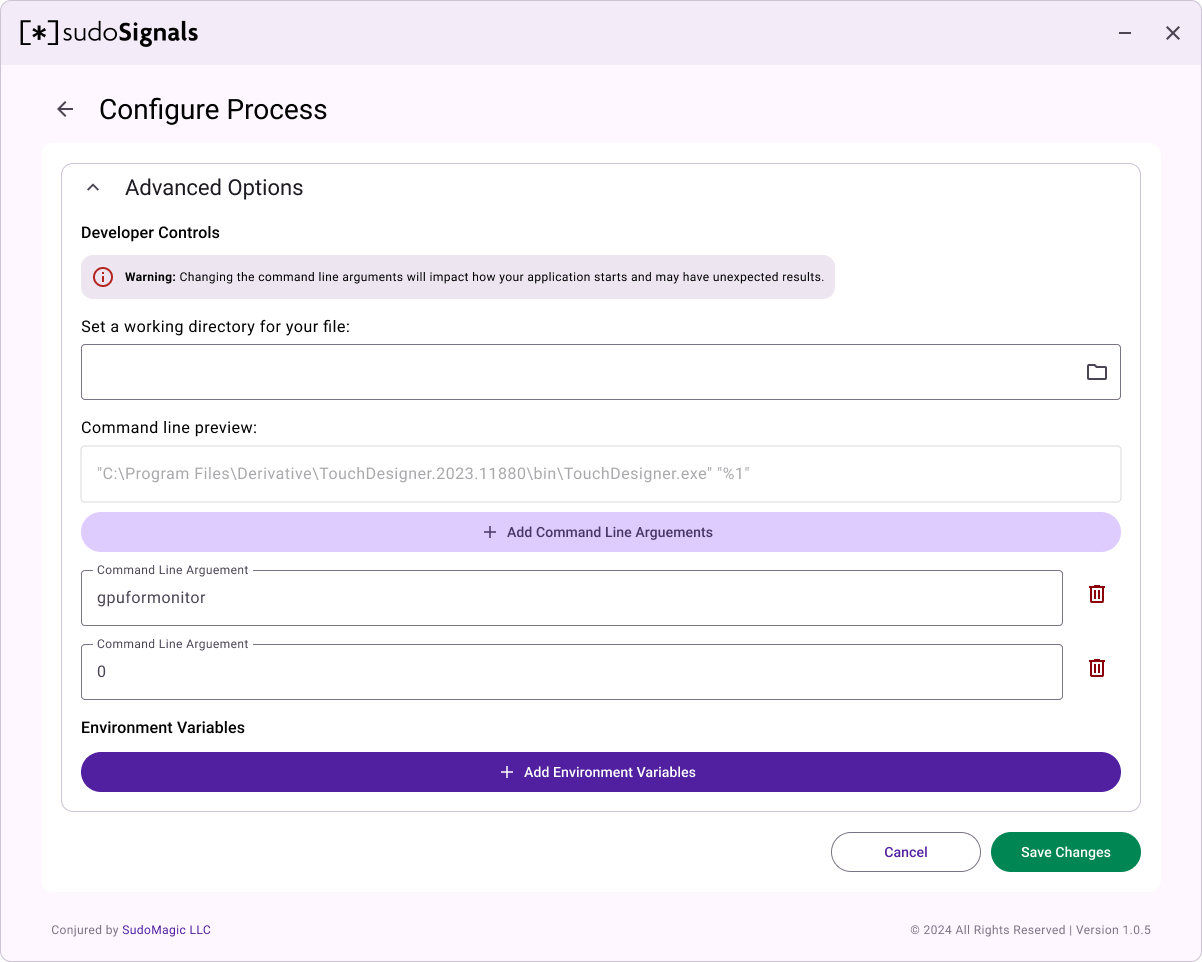 [*]sudoSignals
Configure Process
Advanced Options
Developer Controls
Warning: Changing the command line arguments will impact how your application starts and may have unexpected results.
Set a working directory for your file:
Command line preview:
"C:\Program Files\Derivative\TouchDesigner.2023.11880\bin\TouchDesigner.exe" "%1"
Add Command Line Arguements
Command Line Arguement
gpuformonitor
Command Line Arguement
0
Environment Variables
Add Environment Variables
Cancel
Save Changes
Conjured by SudoMagic LLC
© 2024 All Rights Reserved | Version 1.0.5